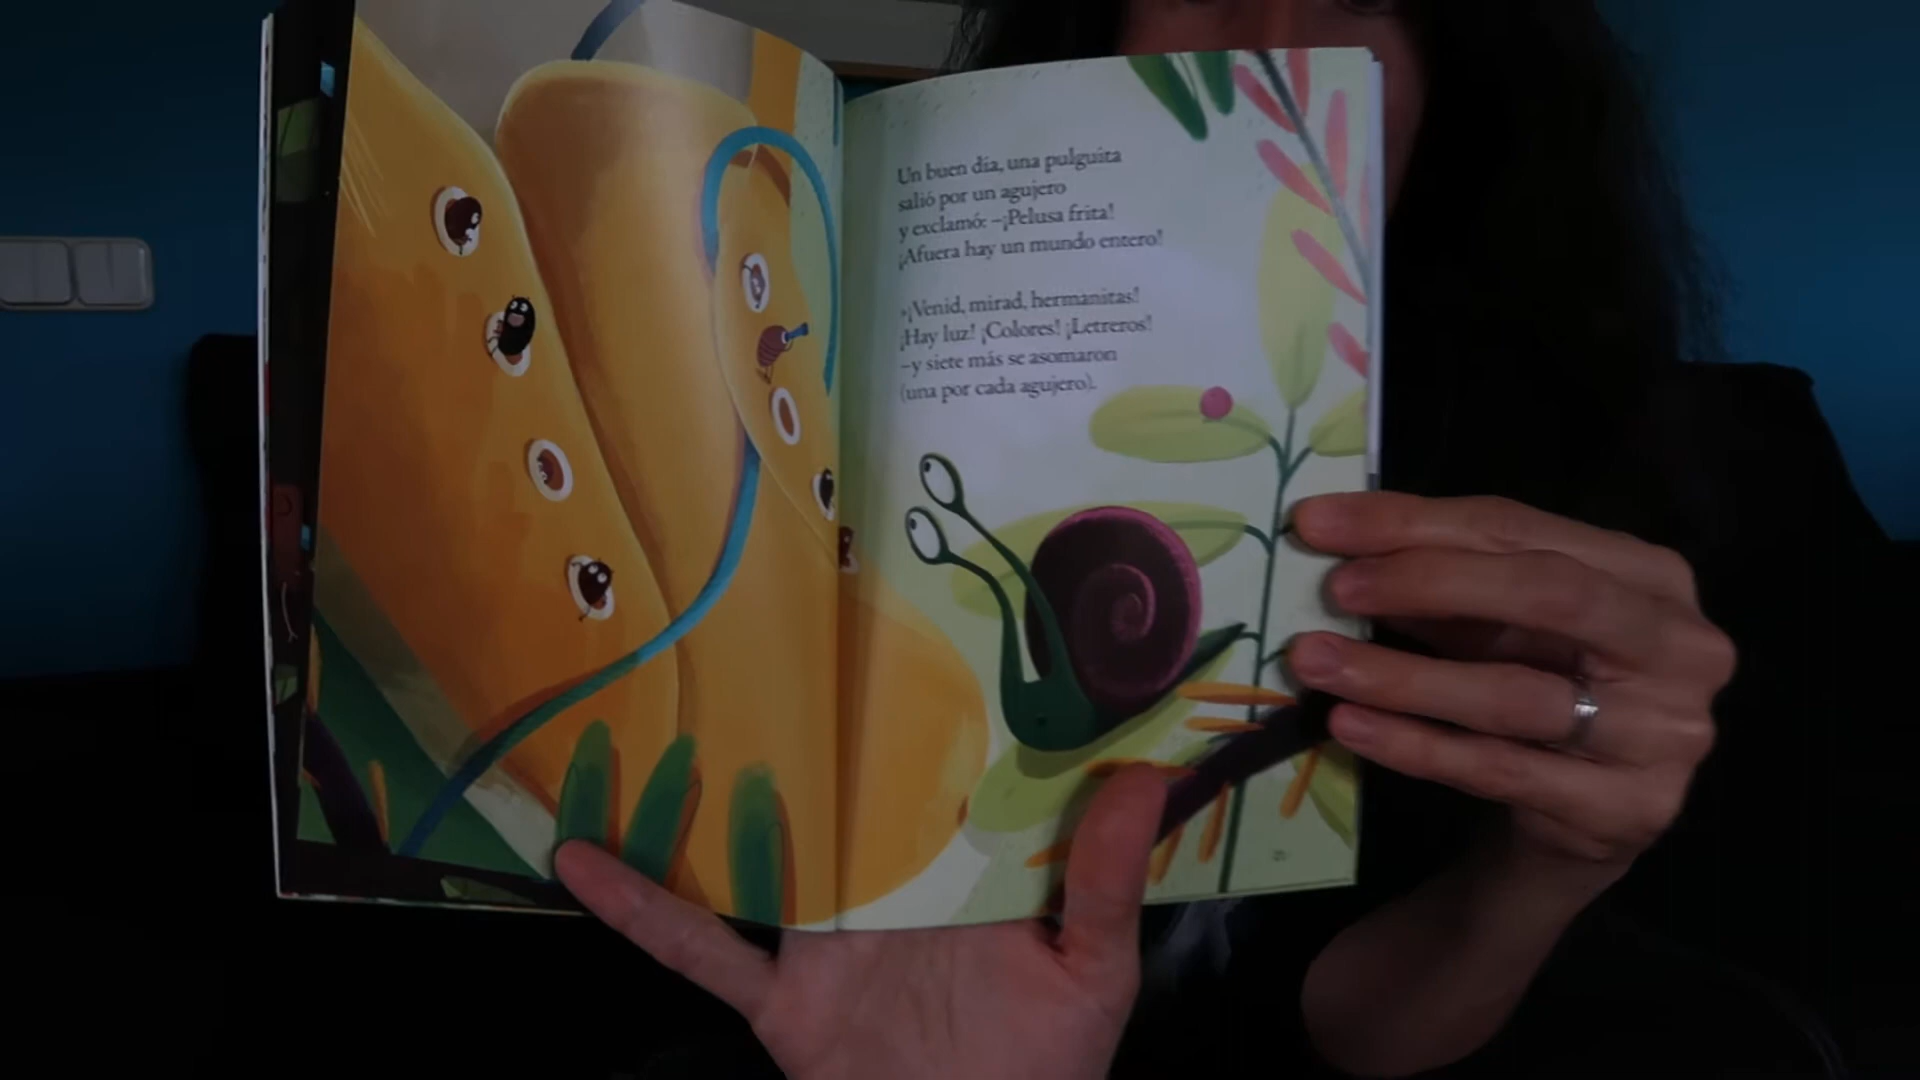 Un buen día, una pulguita
salió por un agujero
y exclamó: –¡Pelusa frita!
¡Afuera hay un mundo entero!
»¡Venid, mirad, hermanitas!
¡Hay luz! ¡Colores! ¡Letreros!
–y siete más se asomaron
(una por cada agujero).